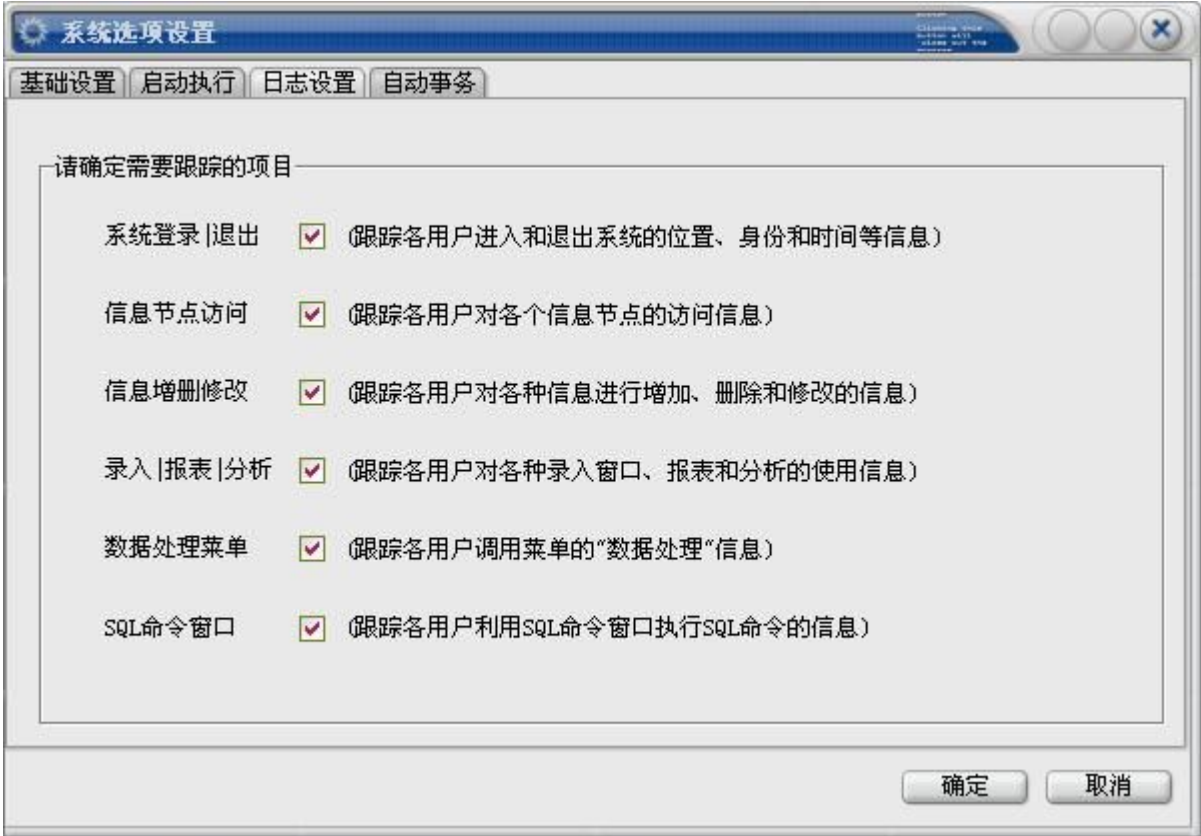 系统选项设置
基础设置 启动执行 日志设置 自动事务
请确定需要跟踪的项目
系统登录|退出 (跟踪各用户进入和退出系统的位置、身份和时间等信息)
信息节点访问 (跟踪各用户对各个信息节点的访问信息)
信息增删修改 (跟踪各用户对各种信息进行增加、删除和修改的信息)
录入|报表|分析 (跟踪各用户对各种录入窗口、报表和分析的使用信息)
数据处理菜单 (跟踪各用户调用菜单的"数据处理"信息)
SQL命令窗口 (跟踪各用户利用SQL命令窗口执行SQL命令的信息)
确定 取消